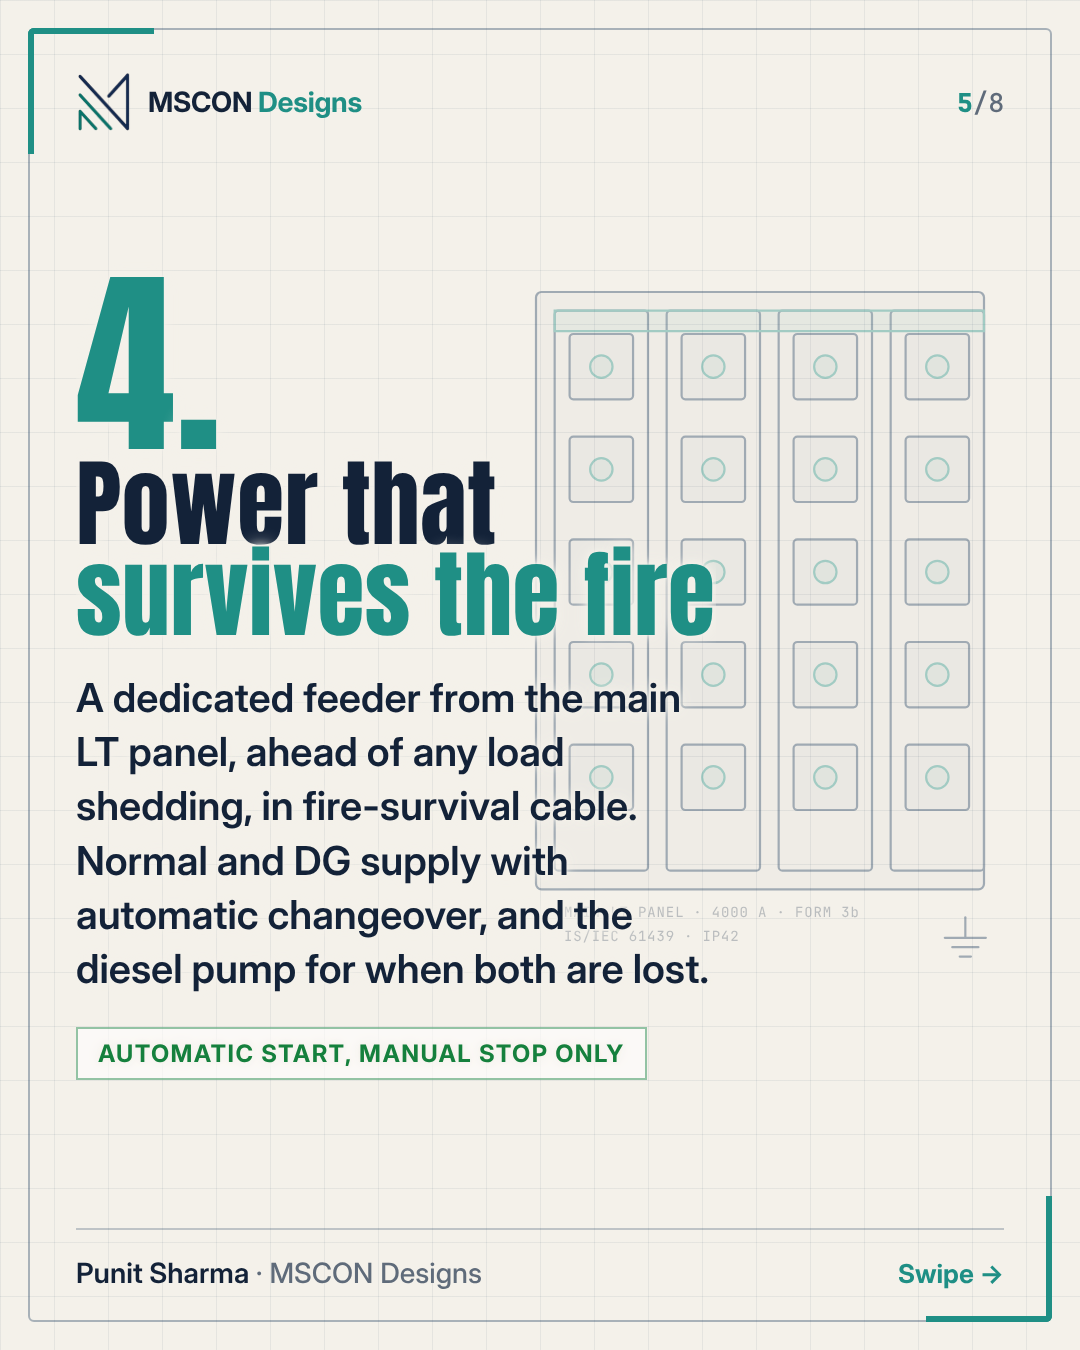 MSCON Designs
5/8
4.
Power that
survives the fire
A dedicated feeder from the main
LT panel, ahead of any load
shedding, in fire-survival cable.
Normal and DG supply with
automatic changeover, and the
diesel pump for when both are lost.
PANEL · 4000 A · FORM 3b
IS/IEC 61439 · IP42
AUTOMATIC START, MANUAL STOP ONLY
Punit Sharma · MSCON Designs
Swipe →